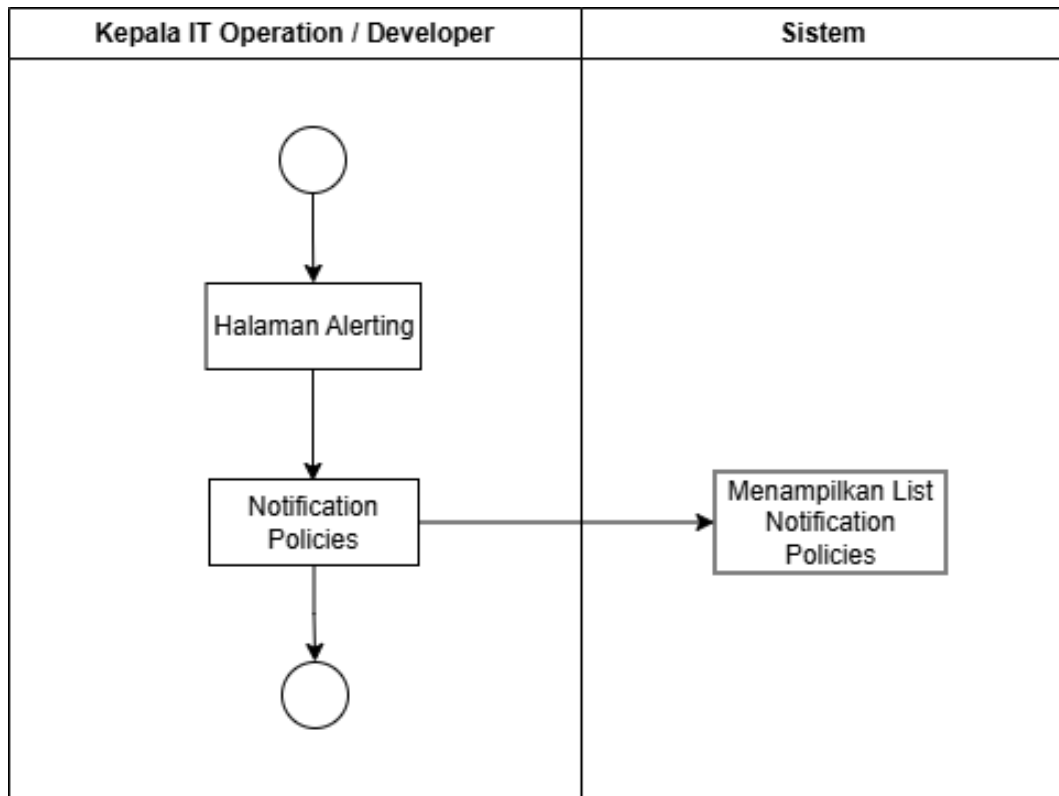 Kepala IT Operation / Developer
Sistem
Halaman Alerting
Notification
Policies
Menampilkan List
Notification
Policies